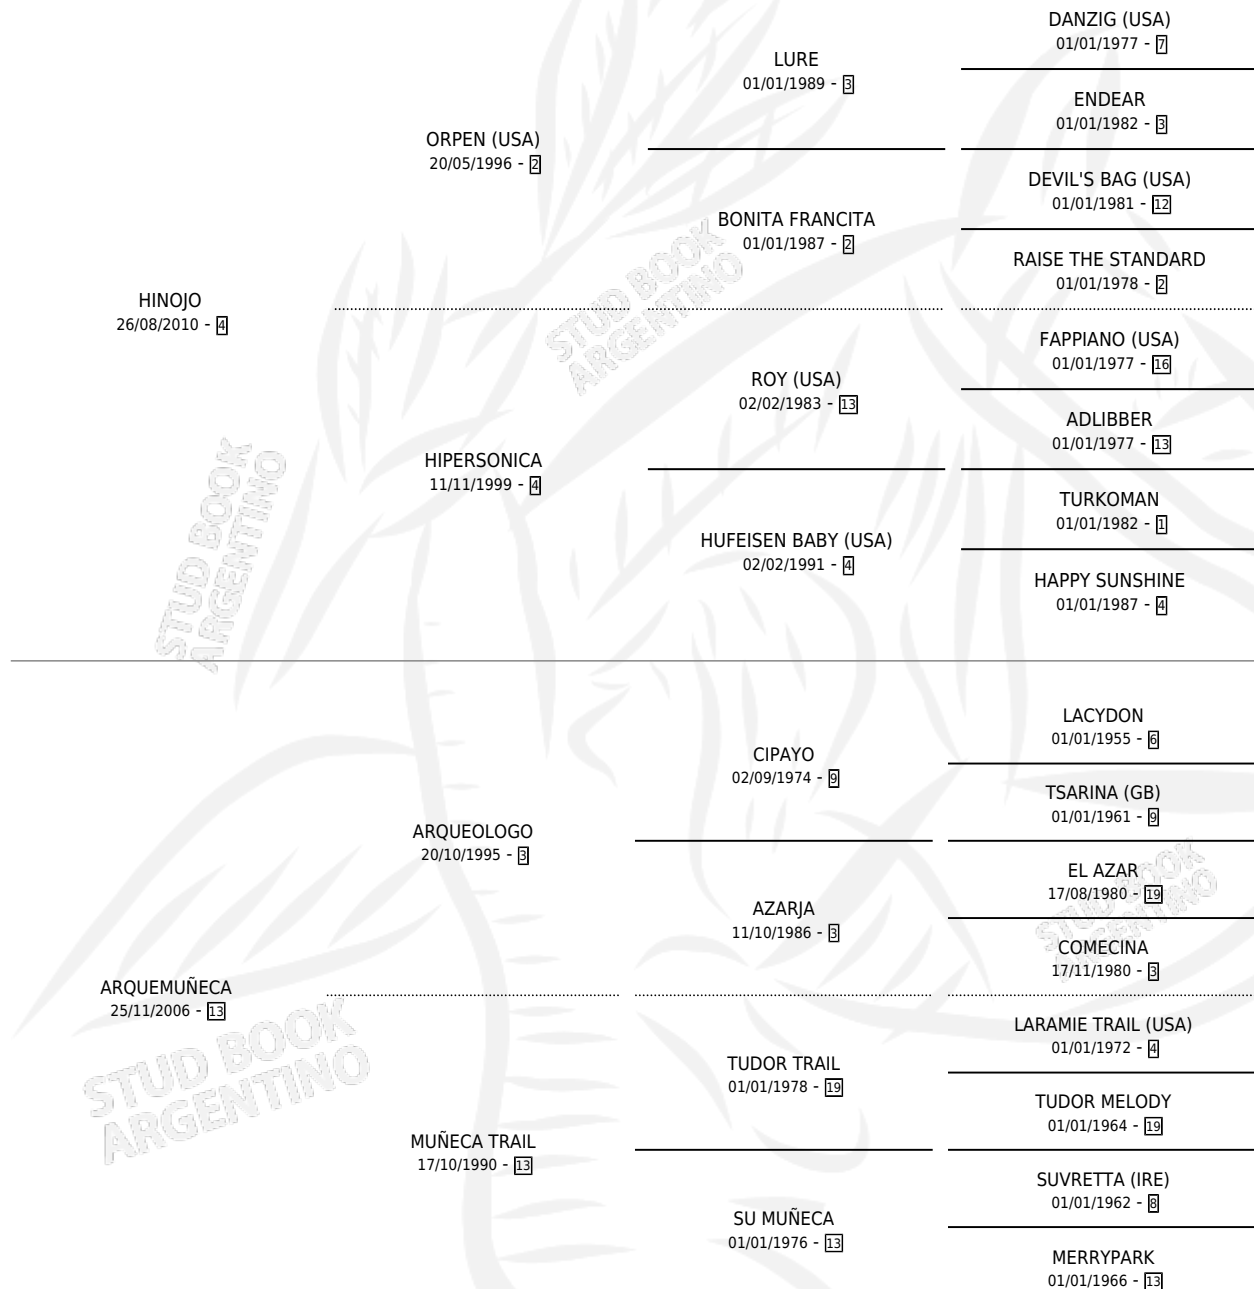 DANZIG (USA)
01/01/1977 - 7
LURE
01/01/1989 - 3
ENDEAR
01/01/1982 - 3
ORPEN (USA)
20/05/1996 - 2
DEVIL'S BAG (USA)
01/01/1981 - 12
BONITA FRANCITA
01/01/1987 - 2
RAISE THE STANDARD
01/01/1978 - 2
HINOJO
26/08/2010 - 4
FAPPIANO (USA)
01/01/1977 - 16
ROY (USA)
02/02/1983 - 13
ADLIBBER
01/01/1977 - 13
HIPERSONICA
11/11/1999 - 4
TURKOMAN
01/01/1982 - 1
HUFEISEN BABY (USA)
02/02/1991 - 4
HAPPY SUNSHINE
01/01/1987 - 4
LACYDON
01/01/1955 - 6
CIPAYO
02/09/1974 - 9
TSARINA (GB)
01/01/1961 - 9
ARQUEOLOGO
20/10/1995 - 3
EL AZAR
17/08/1980 - 19
AZARJA
11/10/1986 - 3
COMECINA
17/11/1980 - 3
ARQUEMUÑECA
25/11/2006 - 13
LARAMIE TRAIL (USA)
01/01/1972 - 4
TUDOR TRAIL
01/01/1978 - 19
TUDOR MELODY
01/01/1964 - 19
MUÑECA TRAIL
17/10/1990 - 13
SUVRETTA (IRE)
01/01/1962 - 8
SU MUÑECA
01/01/1976 - 13
MERRYPARK
01/01/1966 - 13
STUD BOOK
ARGENTINO
STUD BOOK
ARGENTINO
STUD BOOK
ARGENTINO
STUD BOOK
ARGENTINO